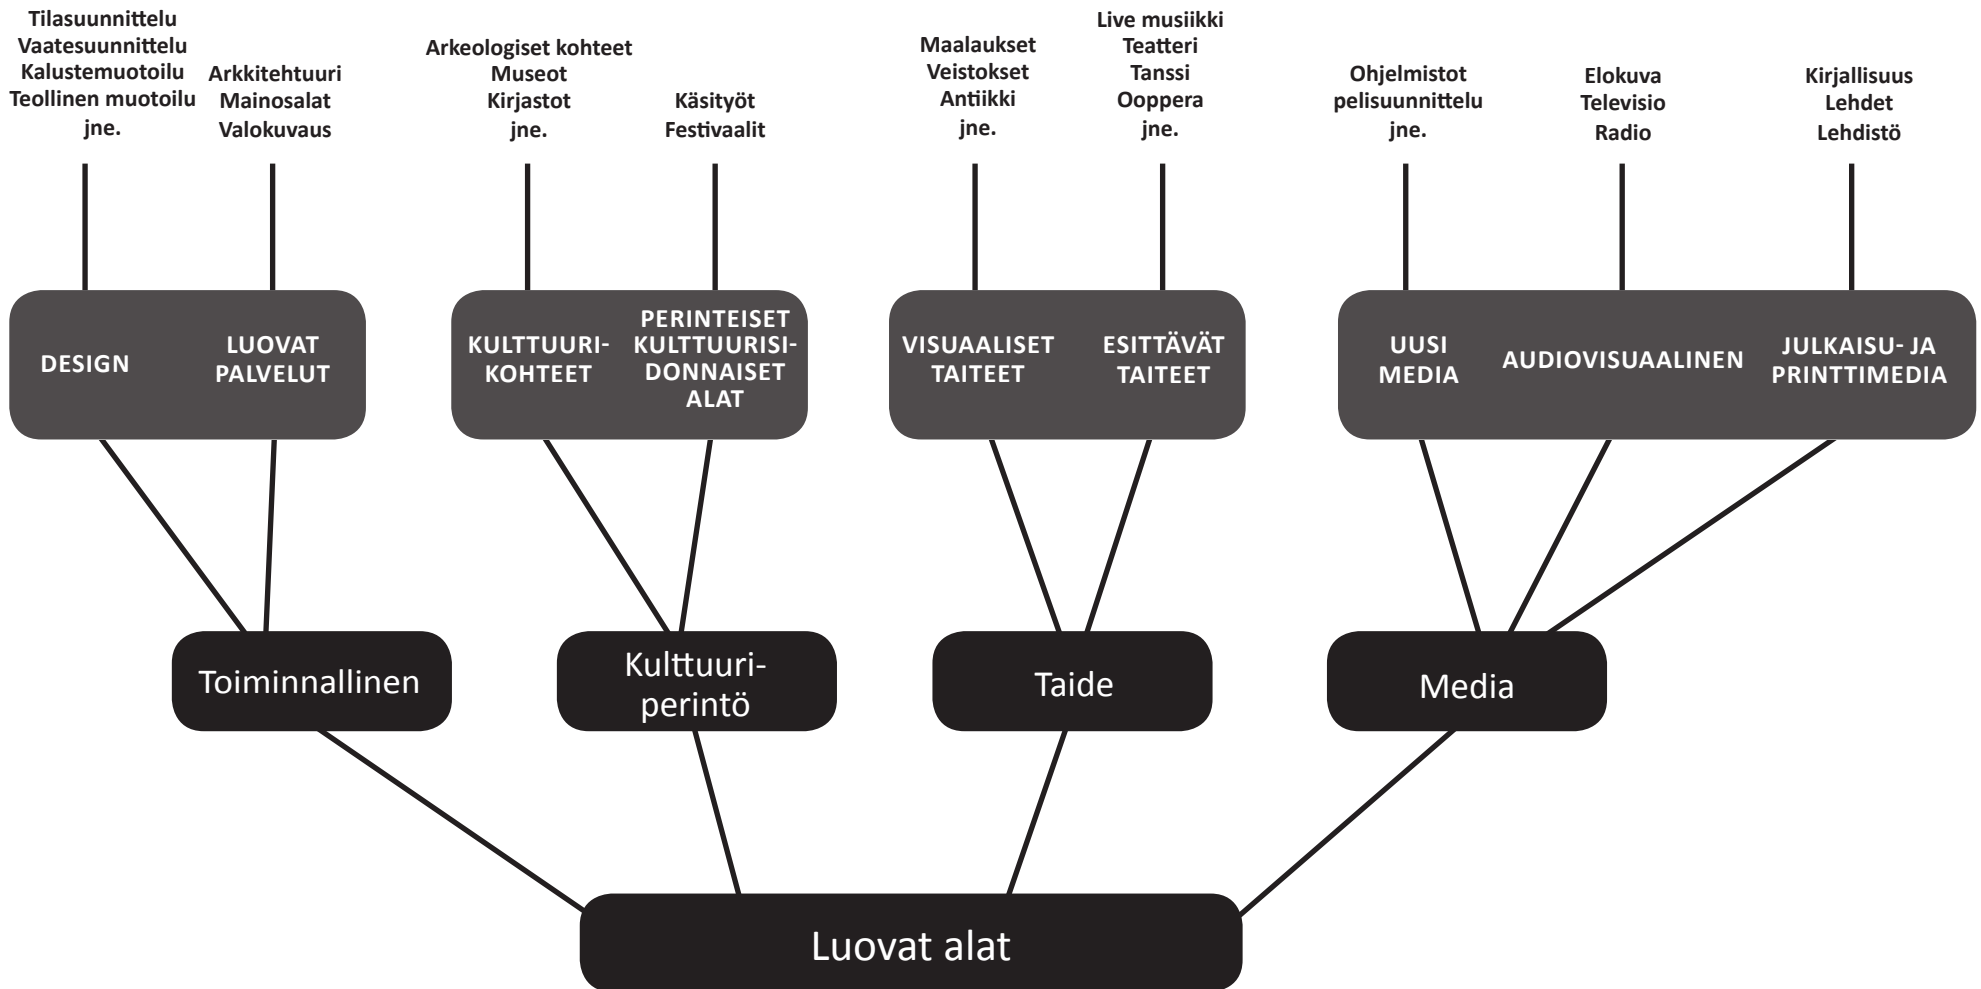 Tilasuunnittelu
Vaatesuunnittelu
Kalustemuotoilu
Teollinen muotoilu
jne.
Arkkitehtuuri
Mainosalat
Valokuvaus
Arkeologiset kohteet
Museot
Kirjastot
jne.
Käsityöt
Festivaalit
Maalaukset
Veistokset
Antiikki
jne.
Live musiikki
Teatteri
Tanssi
Ooppera
jne.
Ohjelmistot
pelisuunnittelu
jne.
Elokuva
Televisio
Radio
Kirjallisuus
Lehdet
Lehdistö
DESIGN
LUOVAT
PALVELUT
KULTTUURI-
KOHTEET
PERINTEISET
KULTTUURISI-
DONNAISET
ALAT
VISUAALISET
TAITEET
ESITTÄVÄT
TAITEET
UUSI
MEDIA
AUDIOVISUAALINEN
JULKAISU- JA
PRINTTIMEDIA
Toiminnallinen
Kulttuuri-
perintö
Taide
Media
Luovat alat